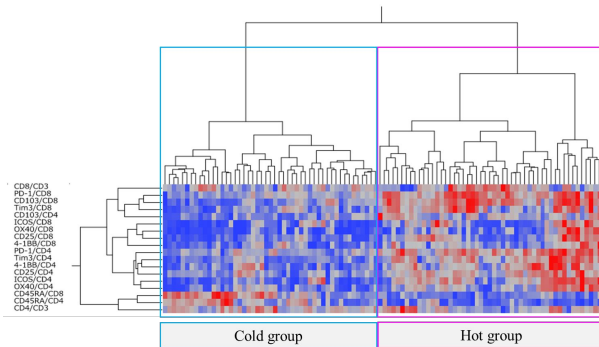 CD8/CD3
PD-1/CD8
CD103/CD8
Tim3/CD8
CD103/CD4
ICOS/CD8
OX40/CD8
CD25/CD8
4-1BB/CD8
PD-1/CD4
Tim3/CD4
4-1BB/CD4
CD25/CD4
ICOS/CD4
OX40/CD4
CD45RA/CD8
CD45RA/CD4
CD4/CD3
Cold group
Hot group